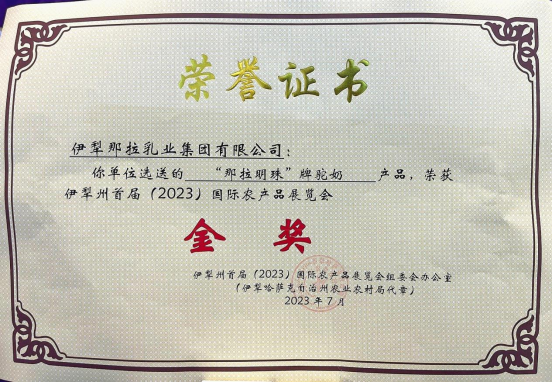 荣誉证书
伊犁那拉乳业集团有限公司：
你单位选送的 “那拉明珠”牌驼奶 产品，荣获
伊犁州首届（2023）国际农产品展览会
金 奖
伊犁州首届（2023）国际农产品展览会组委会办公室
（伊犁哈萨克自治州农业农村局代章）
2023年7月